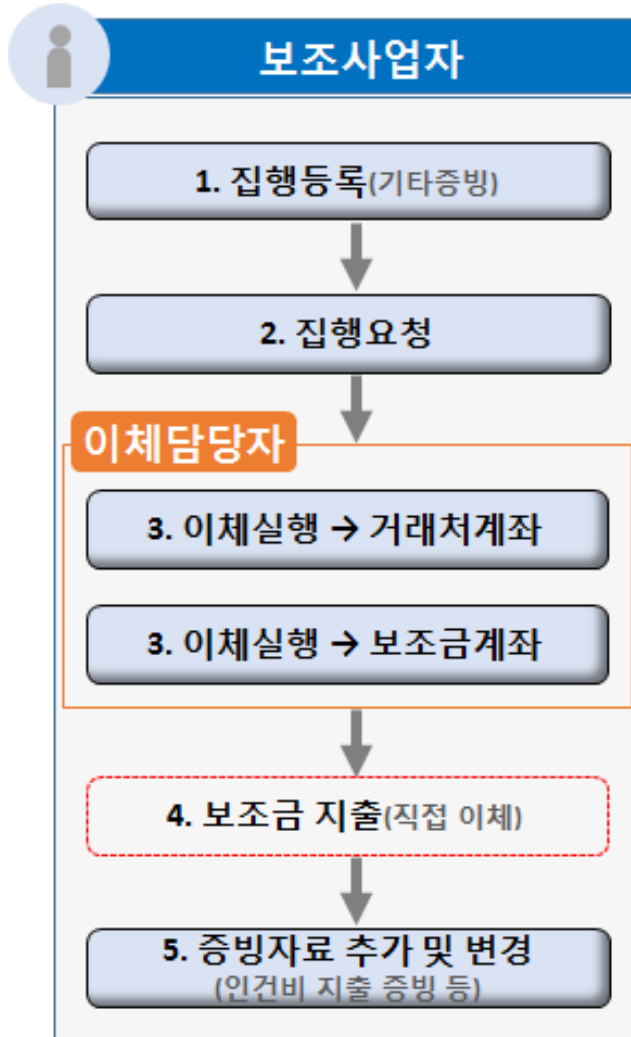 보조사업자
1. 집행등록(기타증빙)
2. 집행요청
이체담당자
3. 이체실행 → 거래처계좌
3. 이체실행 → 보조금계좌
4. 보조금 지출(직접 이체)
5. 증빙자료 추가 및 변경
(인건비 지출 증빙 등)